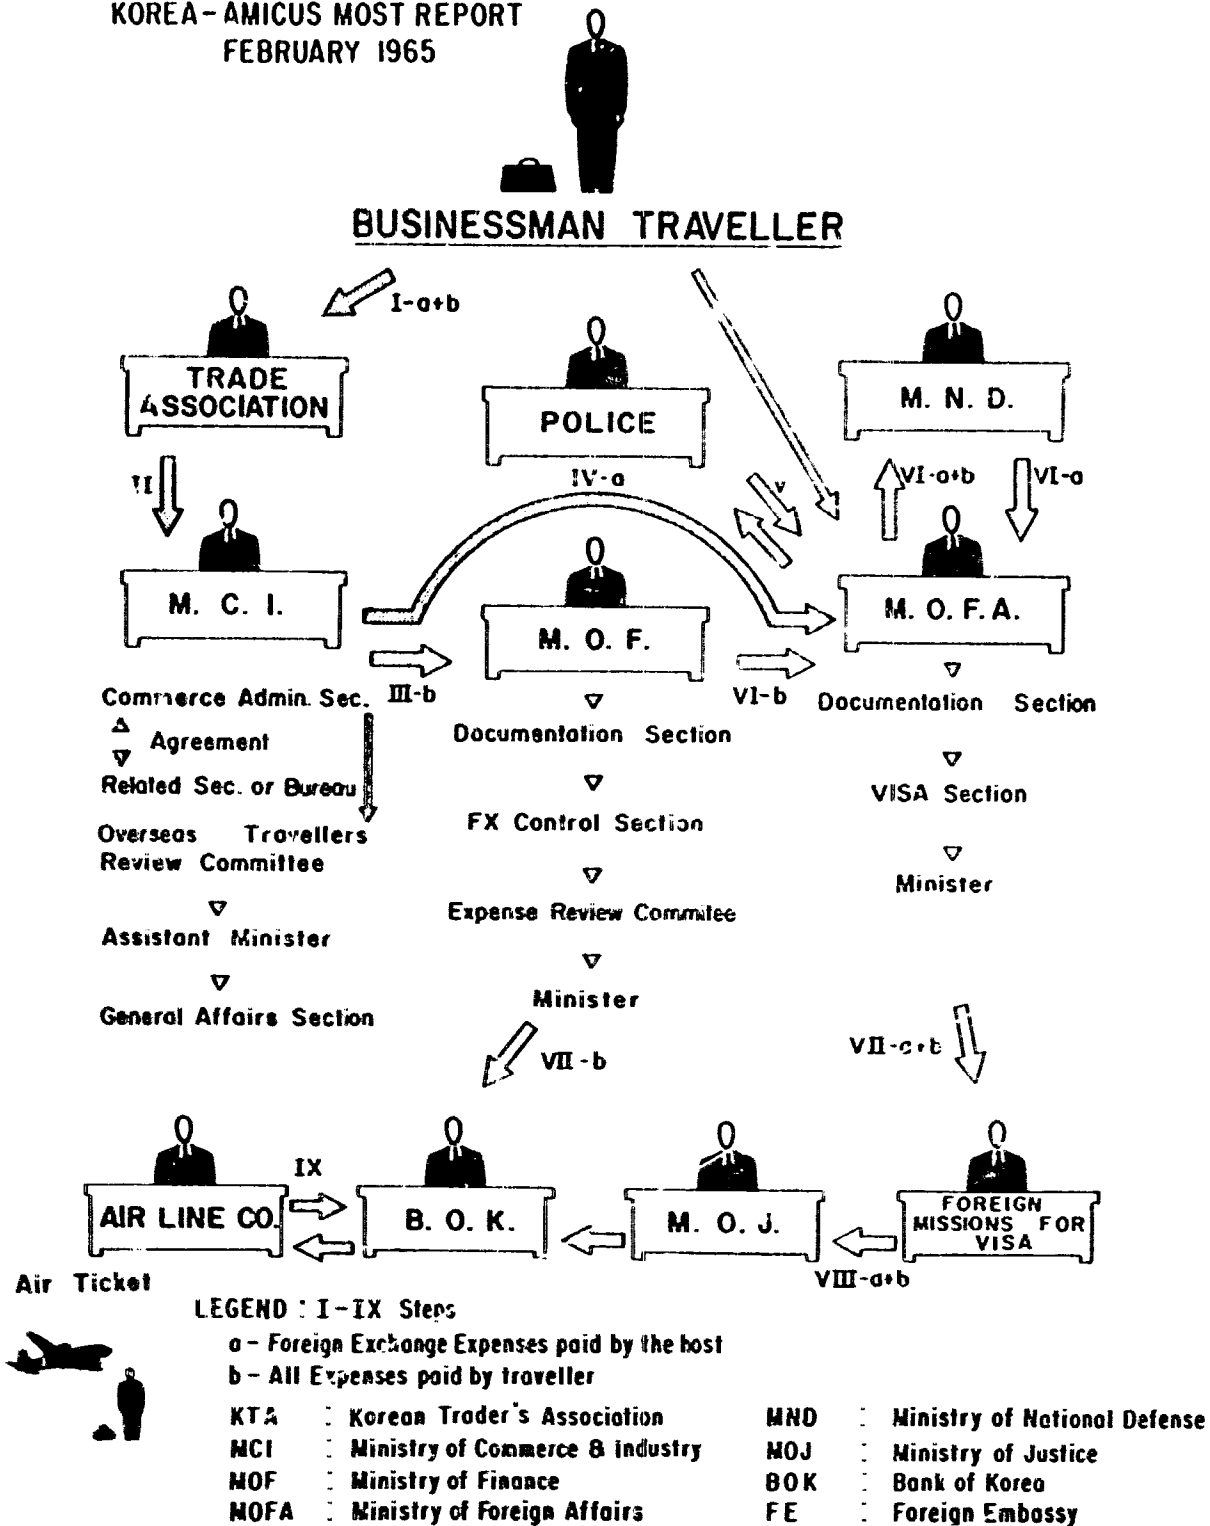 KOREA-AMICUS MOST REPORT
FEBRUARY 1965
BUSINESSMAN TRAVELLER
I-a+b
TRADE
ASSOCIATION
POLICE
M. N. D.
II
IV-a
V
VI-a+b
VI-a
M. C. I.
M. O. F.
M. O. F. A.
III-b
VI-b
Commerce Admin. Sec.
Agreement
Related Sec. or Bureau
Overseas Travellers
Review Committee
Assistant Minister
General Affairs Section
Documentation Section
FX Control Section
Expense Review Commitee
Minister
Documentation Section
VISA Section
Minister
VII-b
VII-a+b
IX
AIR LINE CO.
B. O. K.
M. O. J.
FOREIGN
MISSIONS FOR
VISA
VIII-a+b
Air Ticket
LEGEND : I-IX Steps
a - Foreign Exchange Expenses paid by the host
b - All Expenses paid by traveller
KTA : Korean Trader's Association
MCI : Ministry of Commerce & Industry
MOF : Ministry of Finance
MOFA : Ministry of Foreign Affairs
MND : Ministry of National Defense
MOJ : Ministry of Justice
BOK : Bank of Korea
FE : Foreign Embassy